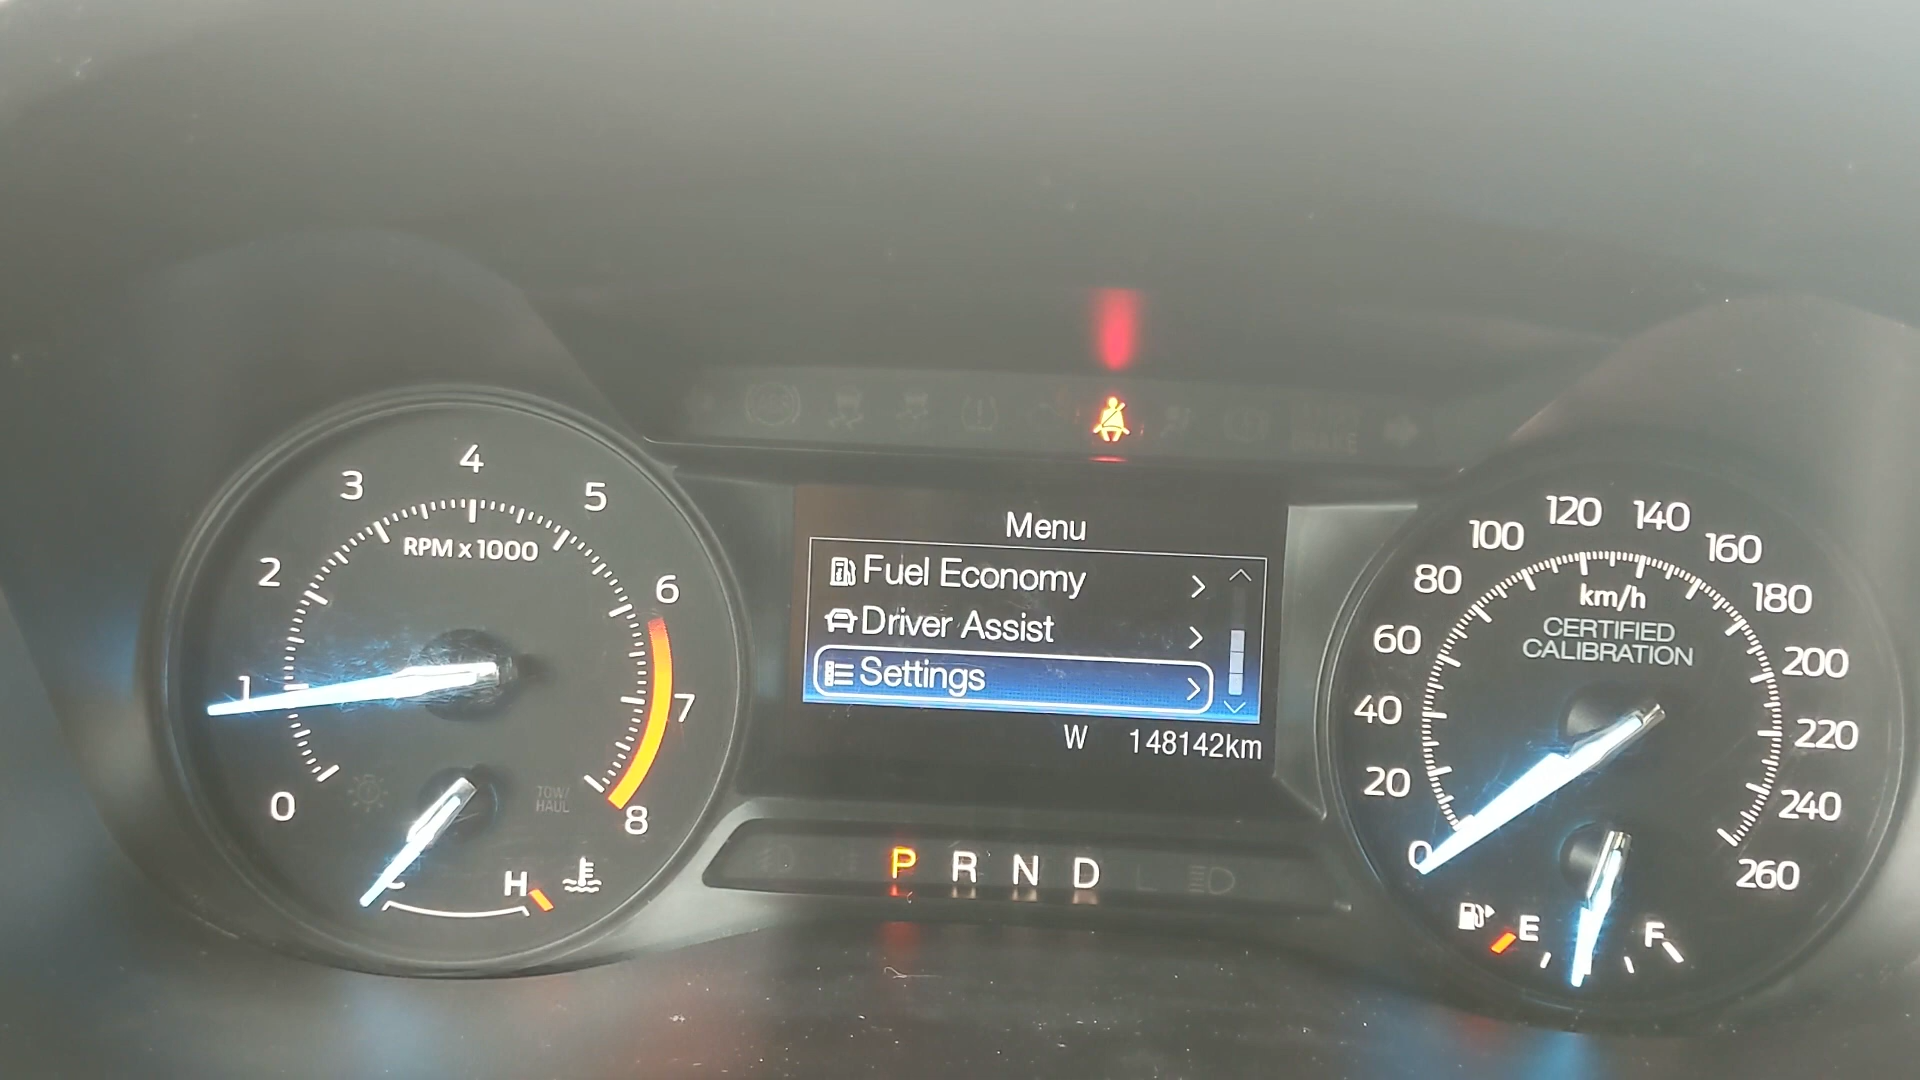 0
1
2
3
4
5
6
7
8
RPM x 1000
TOW/
HAUL
H
Menu
Fuel Economy
Driver Assist
Settings
W 148142km
P R N D L
0
20
40
60
80
100
120
140
160
180
200
220
240
260
km/h
CERTIFIED
CALIBRATION
E
F